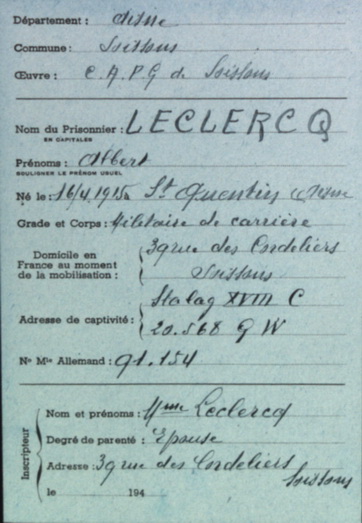 Département : Aisne
Commune : Soissons
Œuvre : C.A.P.G de Soissons
Nom du Prisonnier : LECLERCQ
EN CAPITALES
Prénoms : Albert
SOULIGNER LE PRÉNOM USUEL
Né le : 16/4/1915 à St Quentin Aisne
Grade et Corps : Militaire de carrière
Domicile en
France au moment
de la mobilisation :
39 rue des Cordeliers
Soissons
Adresse de captivité :
Stalag XVIII C
20.568 G W
No Mle Allemand : 91.154
Inscripteur
Nom et prénoms : Mme Leclercq
Degré de parenté : Epouse
Adresse : 39 rue des Cordeliers
Soissons
le 194